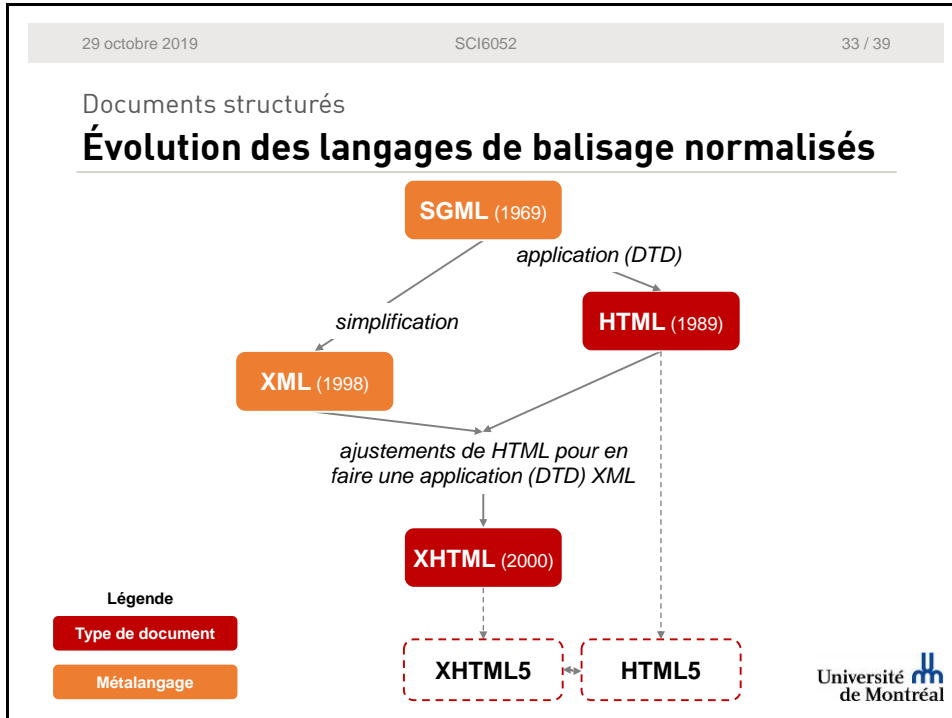 29 octobre 2019 SCI6052 33 / 39
Documents structurés
Évolution des langages de balisage normalisés
SGML (1969)
application (DTD)
simplification
HTML (1989)
XML (1998)
ajustements de HTML pour en
faire une application (DTD) XML
XHTML (2000)
Légende
Type de document
Métalangage
XHTML5
HTML5
Université
de Montréal